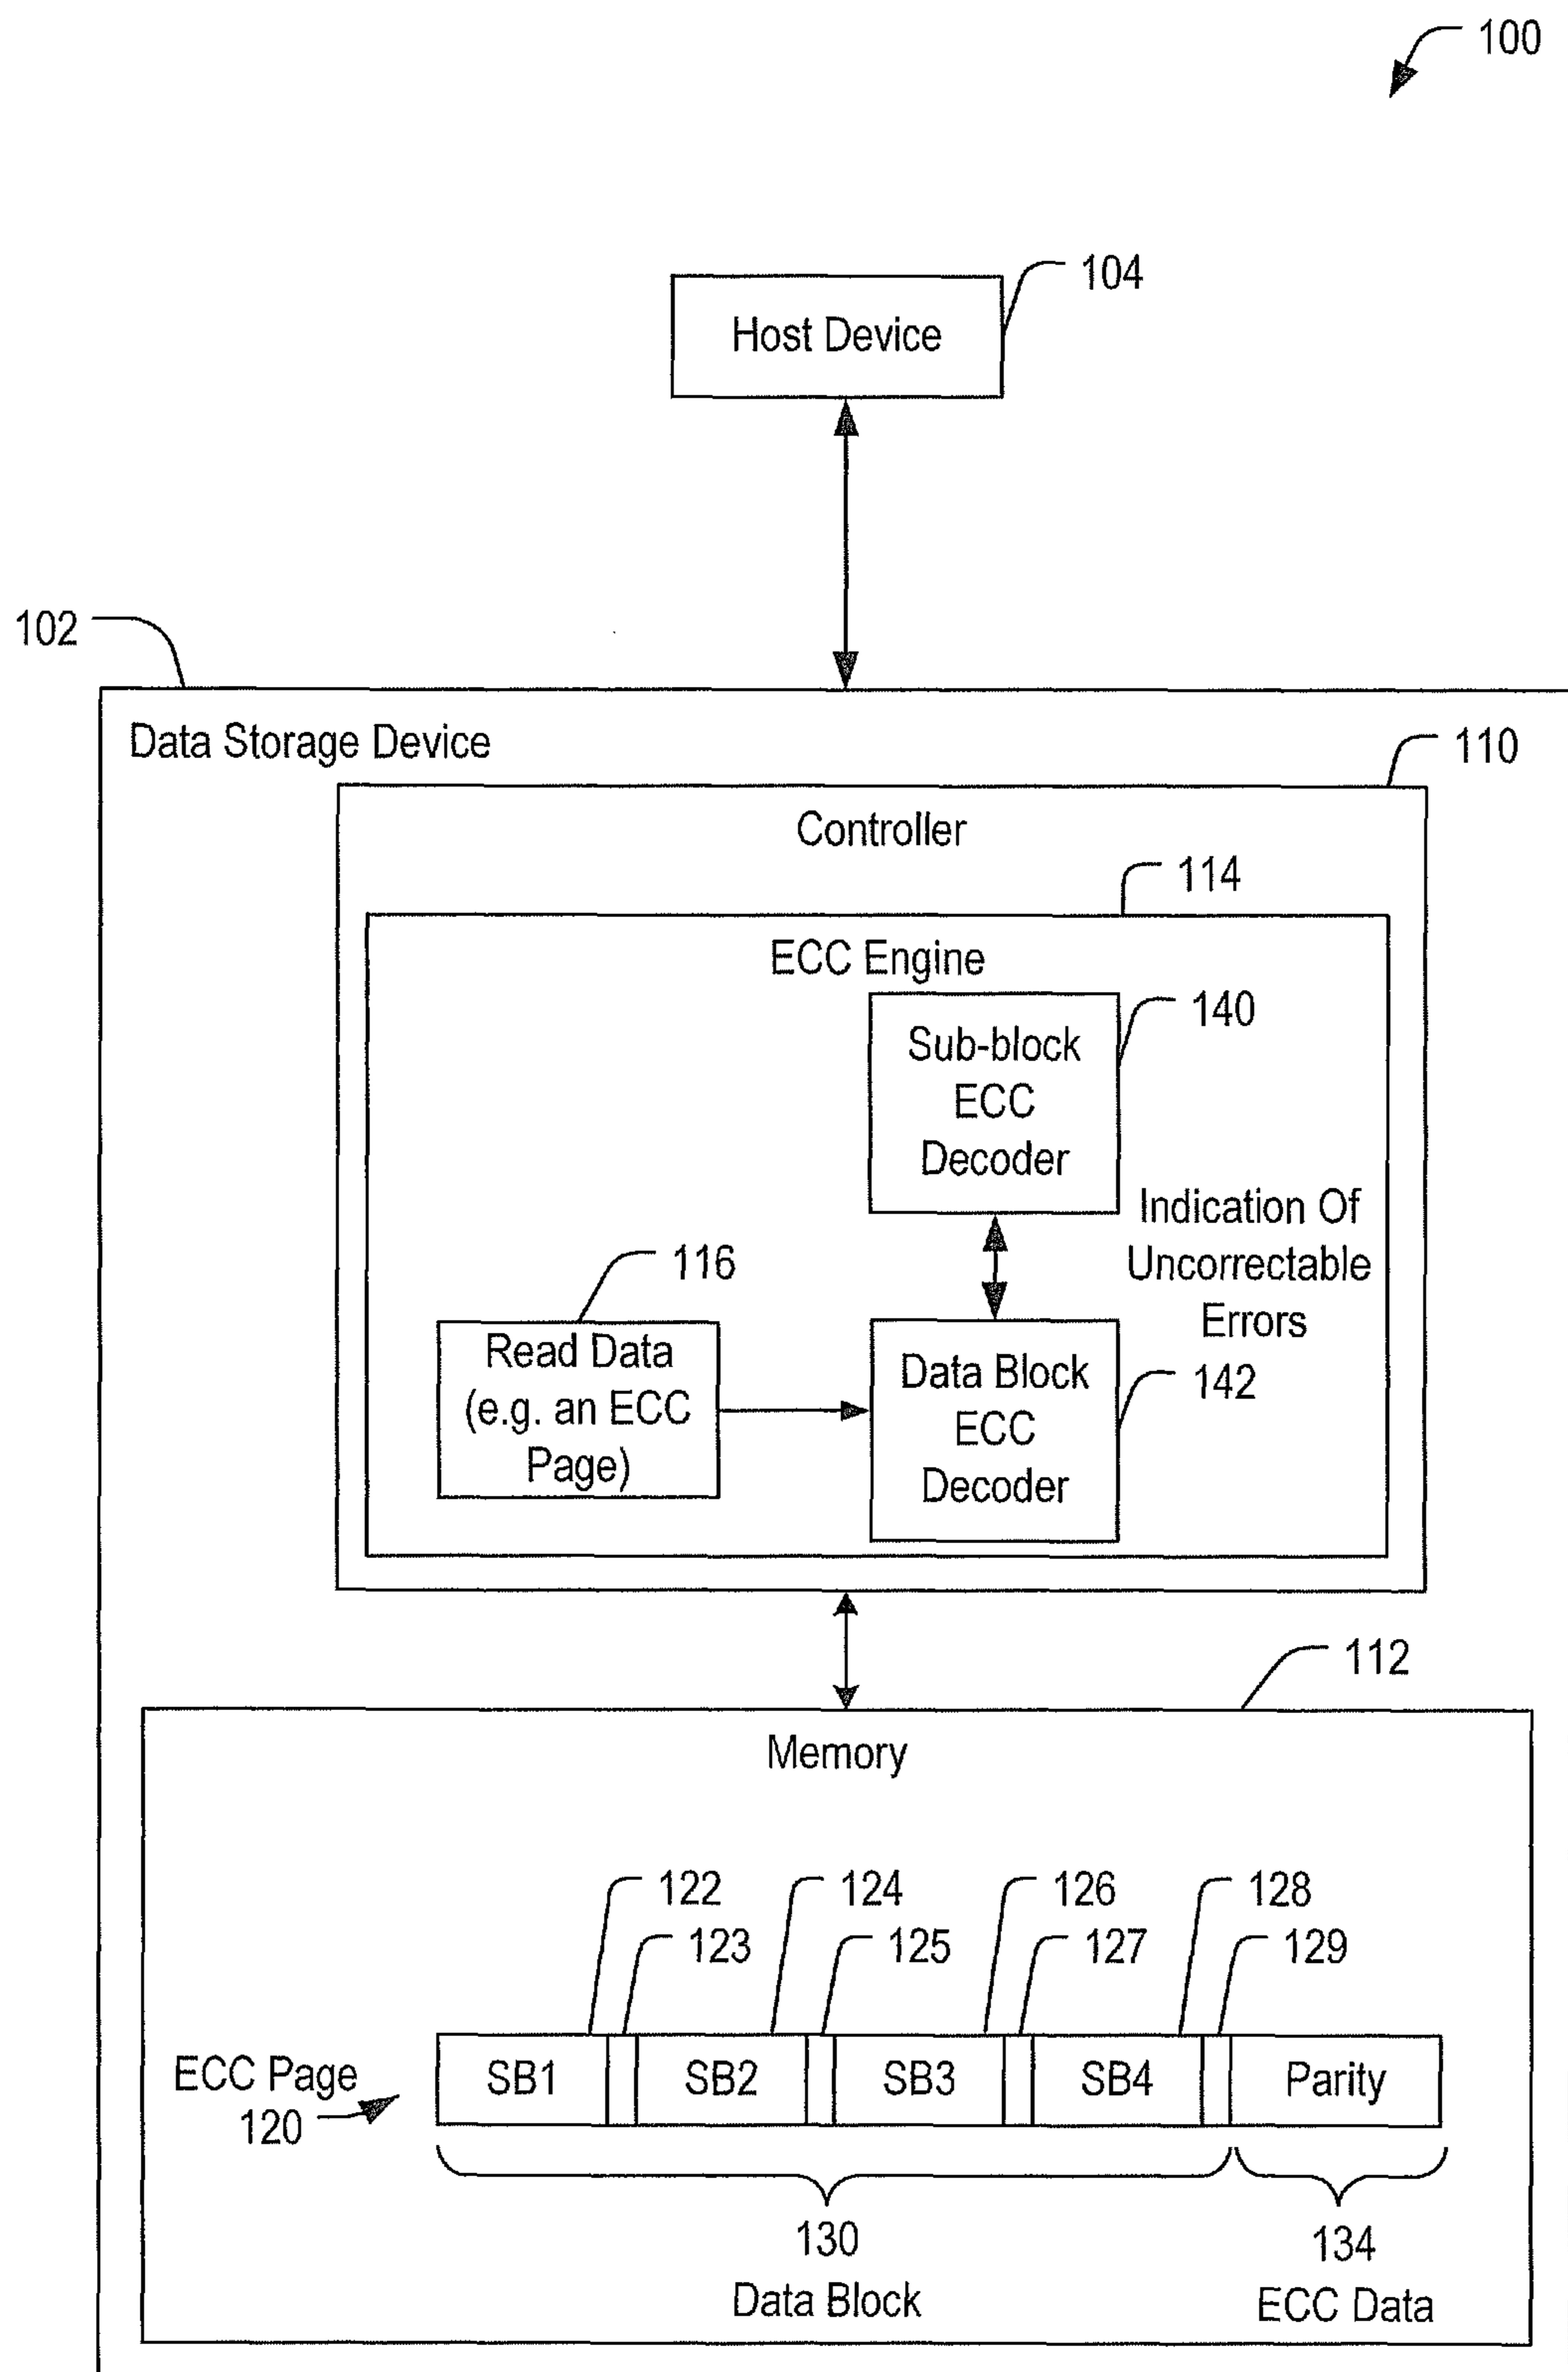 100
104
Host Device
102
Data Storage Device
110
Controller
114
ECC Engine
140
Sub-block
ECC
Decoder
Indication Of
Uncorrectable
Errors
116
Read Data
(e.g. an ECC
Page)
Data Block
ECC
Decoder
142
112
Memory
122
124
126
128
123
125
127
129
ECC Page
120
SB1
SB2
SB3
SB4
Parity
130
Data Block
134
ECC Data